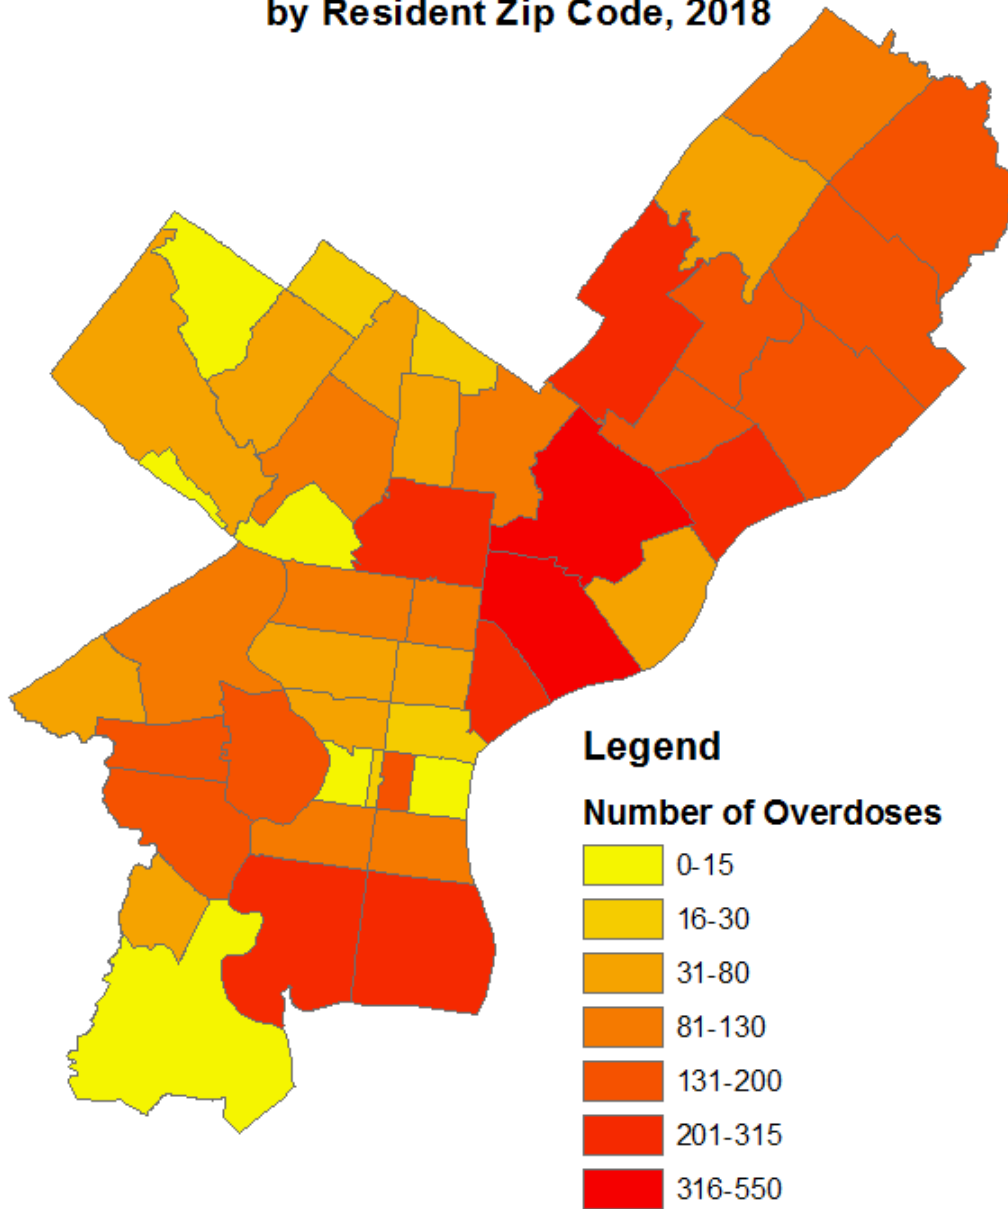 by Resident Zip Code, 2018
Legend
Number of Overdoses
0-15
16-30
31-80
81-130
131-200
201-315
316-550